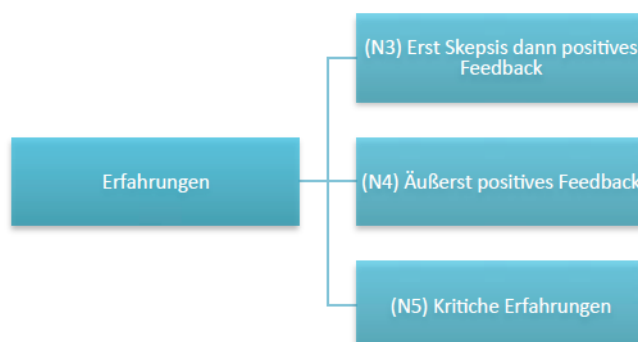 (N3) Erst Skepsis dann positives
Feedback
Erfahrungen
(N4) Äußerst positives Feedback
(N5) Kritiche Erfahrungen